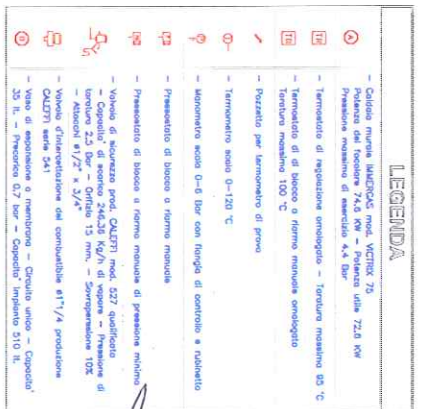 LEGENDA
A
- Caldaia murale IMMERGAS mod. VICTRIX 75
Potenza del focolare 74,6 KW - Potenza utile 72,6 KW
Pressione massima di esercizio 4,4 Bar
TR
- Termostato di regolazione omologato - Taratura massima 95 °C
- Termostato di di blocco a riarmo manuale omologato
Taratura massima 100 °C
- Pozzetto per termometro di prova
- Termometro scala 0-120 °C
- Manometro scala 0-6 Bar con flangia di controllo e rubinetto
- Pressostato di blocco a riarmo manuale
- Pressostato di blocco a riarmo manuale di pressione minima
- Valvola di sicurezza prod. CALEFFI mod. 527 qualificata
- Capacita' di scarico 246,36 Kg/h di vapore - Pressione di
taratura 2,5 Bar - Orifizio 15 mm. - Sovrapressione 10%
- Attacchi ø1/2" x 3/4"
- Valvola d'intercettazione del combustibile ø1"1/4 produzione
CALEFFI serie 541
- Vaso di espansione a membrana - Circuito unico - Capacita'
35 lt. - Precarica 0,7 bar - Capacita' impianto 510 lt.